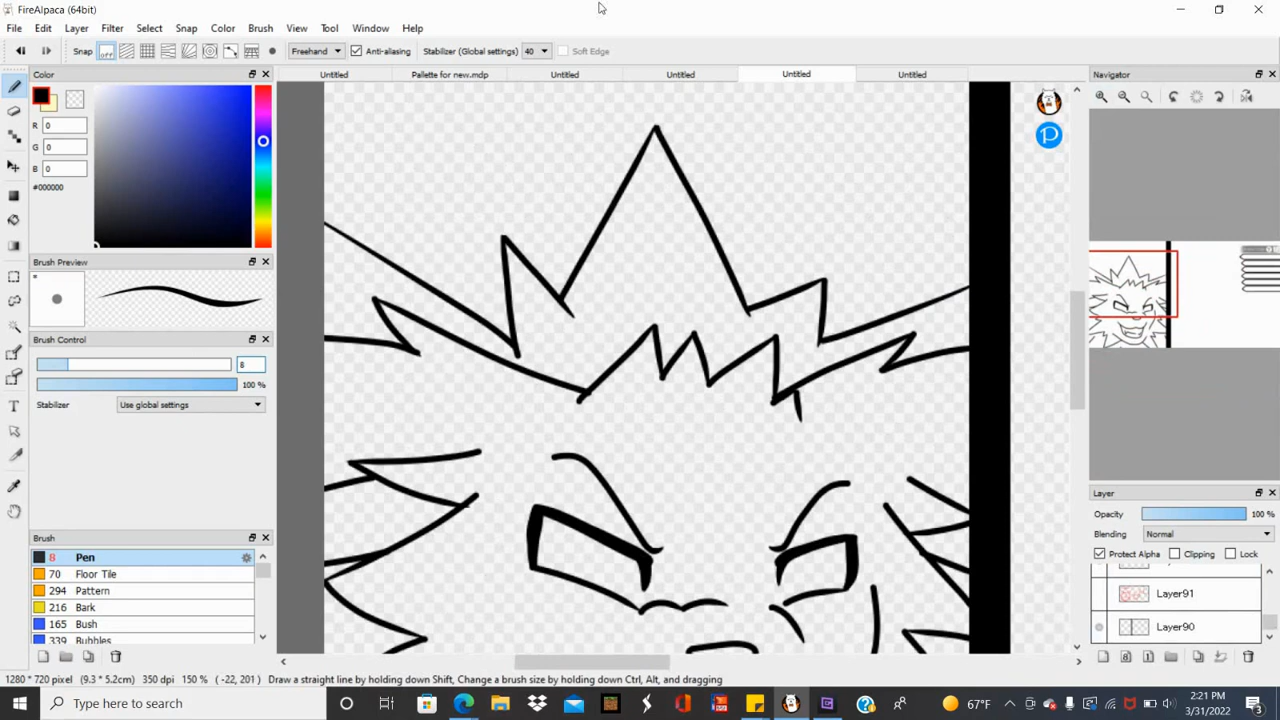 FireAlpaca (64bit)
File Edit Layer Filter Select Snap Color Brush View Tool Window Help
Snap off Freehand Anti-aliasing Stabilizer (Global settings) 40 Soft Edge
Color
Untitled Pallette for new.mdp Untitled Untitled Untitled Untitled
Navigator
R 0
G 0
B 0
#000000
Brush Preview
*
Brush Control
8
100 %
Stabilizer Use global settings
Layer
Opacity 100 %
Blending Normal
Protect Alpha Clipping Lock
Brush
8 Pen
70 Floor Tile
294 Pattern
216 Bark
165 Bush
339 Bubbles
Layer91
Layer90
1280 * 720 pixel (9.3 * 5.2cm) 350 dpi 150 % (-22, 201) Draw a straight line by holding down Shift, Change a brush size by holding down Ctrl, Alt, and dragging
Type here to search
67°F
2:21 PM
3/31/2022